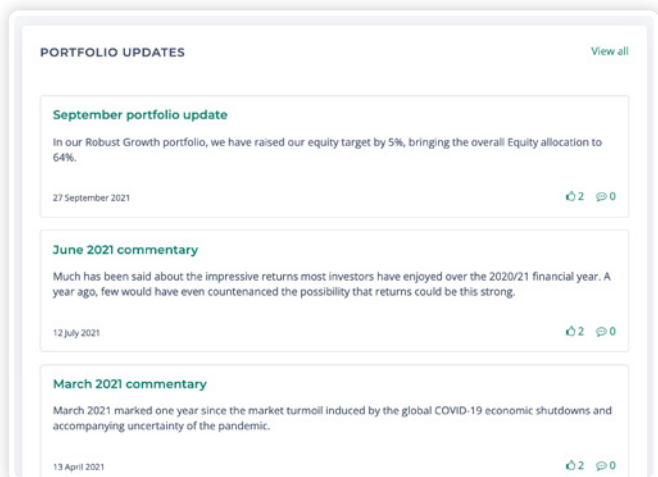 PORTFOLIO UPDATES
View all
September portfolio update
In our Robust Growth portfolio, we have raised our equity target by 5%, bringing the overall Equity allocation to
64%.
27 September 2021
2 0
June 2021 commentary
Much has been said about the impressive returns most investors have enjoyed over the 2020/21 financial year. A
year ago, few would have even countenanced the possibility that returns could be this strong.
12 July 2021
2 0
March 2021 commentary
March 2021 marked one year since the market turmoil induced by the global COVID-19 economic shutdowns and
accompanying uncertainty of the pandemic.
13 April 2021
2 0